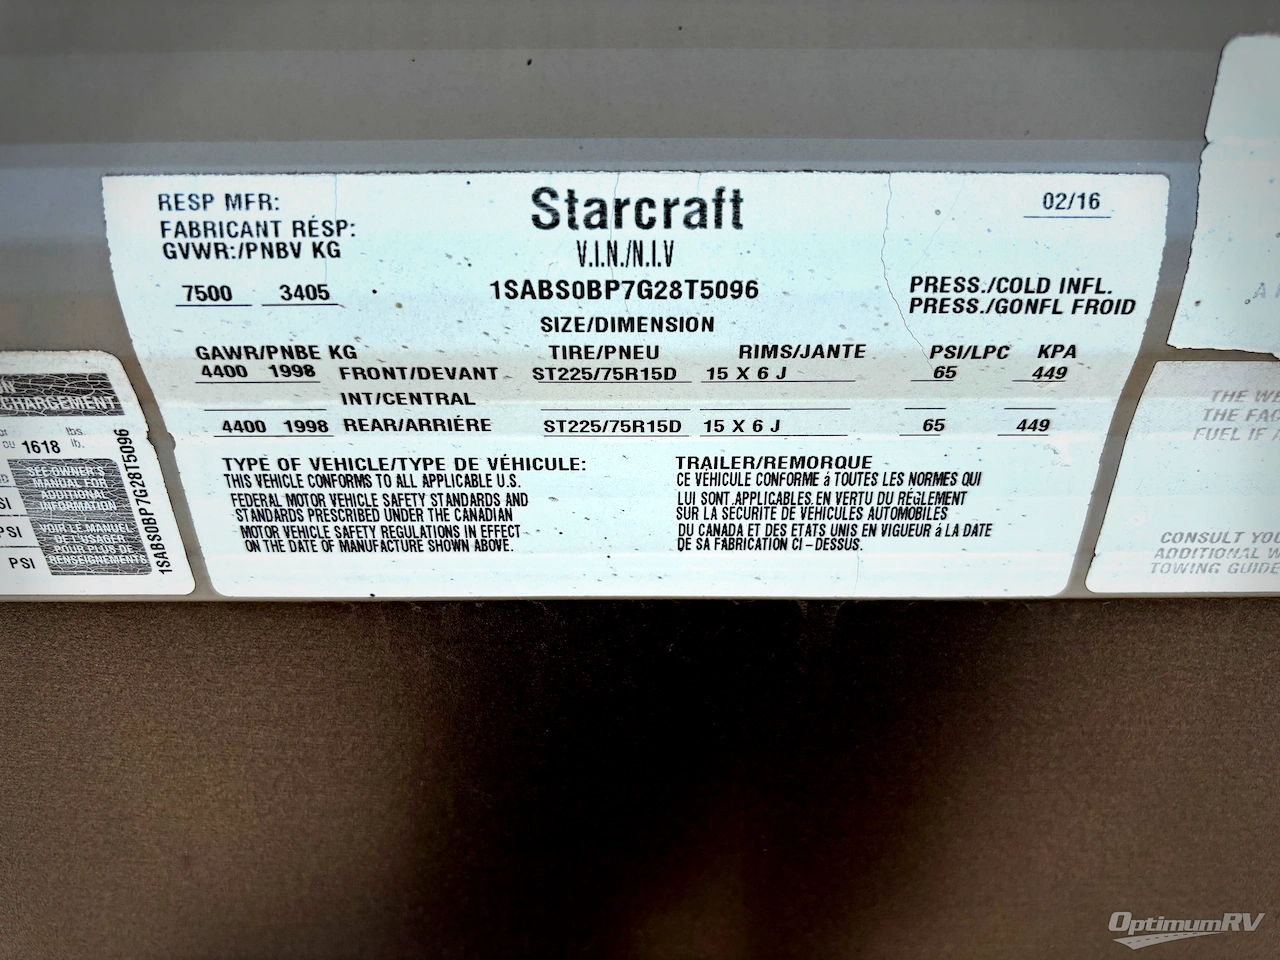 RESP MFR: Starcraft 02/16
FABRICANT RÉSP:
GVWR:/PNBV KG V.I.N./N.I.V
7500 3405 1SABS0BP7G28T5096 PRESS./COLD INFL.
PRESS./GONFL FROID
SIZE/DIMENSION
GAWR/PNBE KG TIRE/PNEU RIMS/JANTE PSI/LPC KPA
4400 1998 FRONT/DEVANT ST225/75R15D 15 X 6 J 65 449
INT/CENTRAL
4400 1998 REAR/ARRIÉRE ST225/75R15D 15 X 6 J 65 449
TYPE OF VEHICLE/TYPE DE VÉHICULE: TRAILER/REMORQUE
THIS VEHICLE CONFORMS TO ALL APPLICABLE U.S.
FEDERAL MOTOR VEHICLE SAFETY STANDARDS AND
STANDARDS PRESCRIBED UNDER THE CANADIAN
MOTOR VEHICLE SAFETY REGULATIONS IN EFFECT
ON THE DATE OF MANUFACTURE SHOWN ABOVE.
CE VÉHICULE CONFORME á TOUTES LES NORMES QUI
LUI SONT APPLICABLES EN VERTU DU RÉGLEMENT
SUR LA SECURITE DE VEHICULES AUTOMOBILES
DU CANADA ET DES ETATS UNIS EN VIGUEUR á LA DATE
DE SA FABRICATION CI-DESSUS.
CHARGEMENT
ou 1618 lbs. lb.
SEE OWNER'S
MANUAL FOR
ADDITIONAL
INFORMATION
VOIR LE MANUEL
DE L'USAGER
POUR PLUS DE
RENSEIGNEMENTS
PSI
PSI
1SABS0BP7G28T5096
THE WE
THE FAC
FUEL IF A
CONSULT YOU
ADDITIONAL W
TOWING GUIDE
OptimumRV